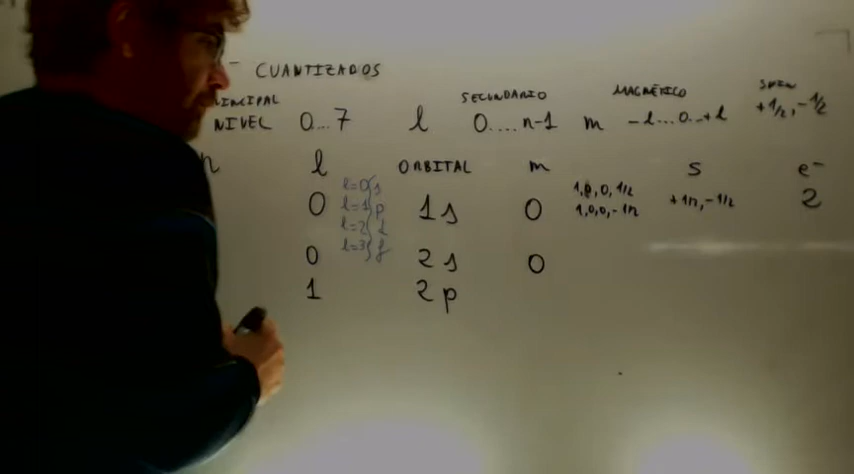 - CUANTIZADOS
INCIPAL SECUNDARIO MAGNÉTICO SPIN
NIVEL 0...7 l 0....n-1 m -l...0...+l +1/2,-1/2
n l ORBITAL m s e-
l=0 s
0 l=1 p 1s 0 1,0,0,1/2 +1/2,-1/2 2
1,0,0,-1/2
l=2 d
l=3 f
0 2s 0
1 2p